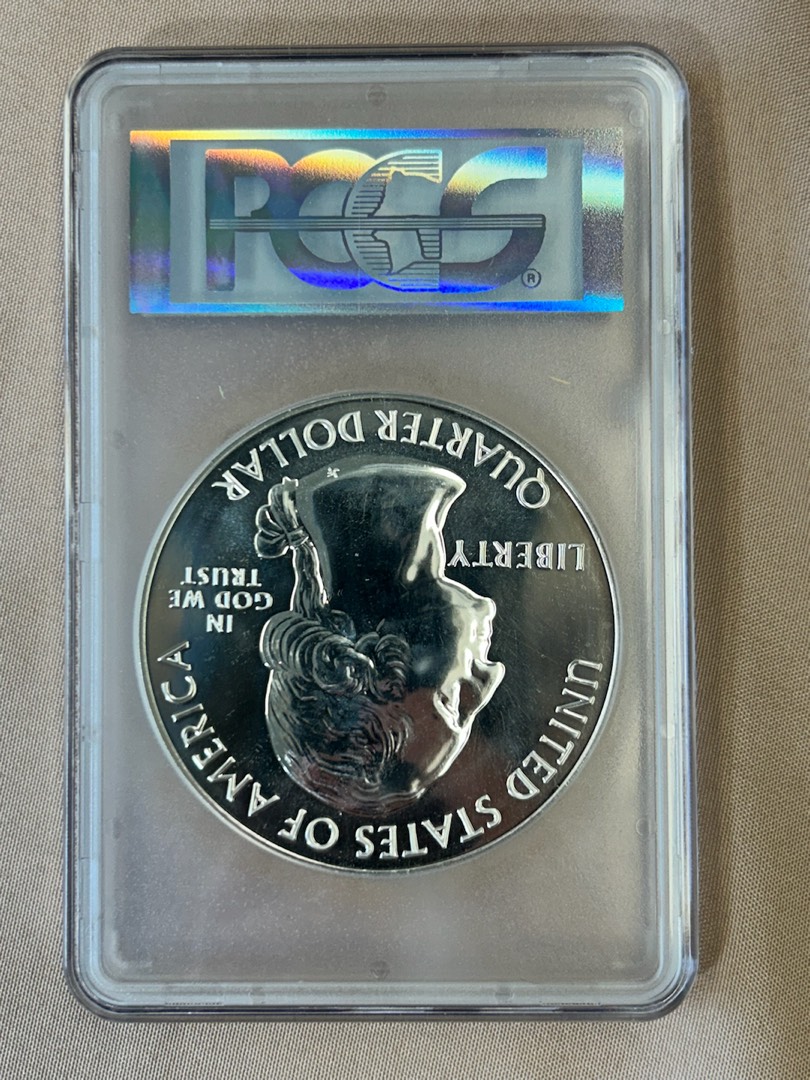 PCGS®
QUARTER DOLLAR
LIBERTY
IN
GOD WE
TRUST
UNITED STATES OF AMERICA